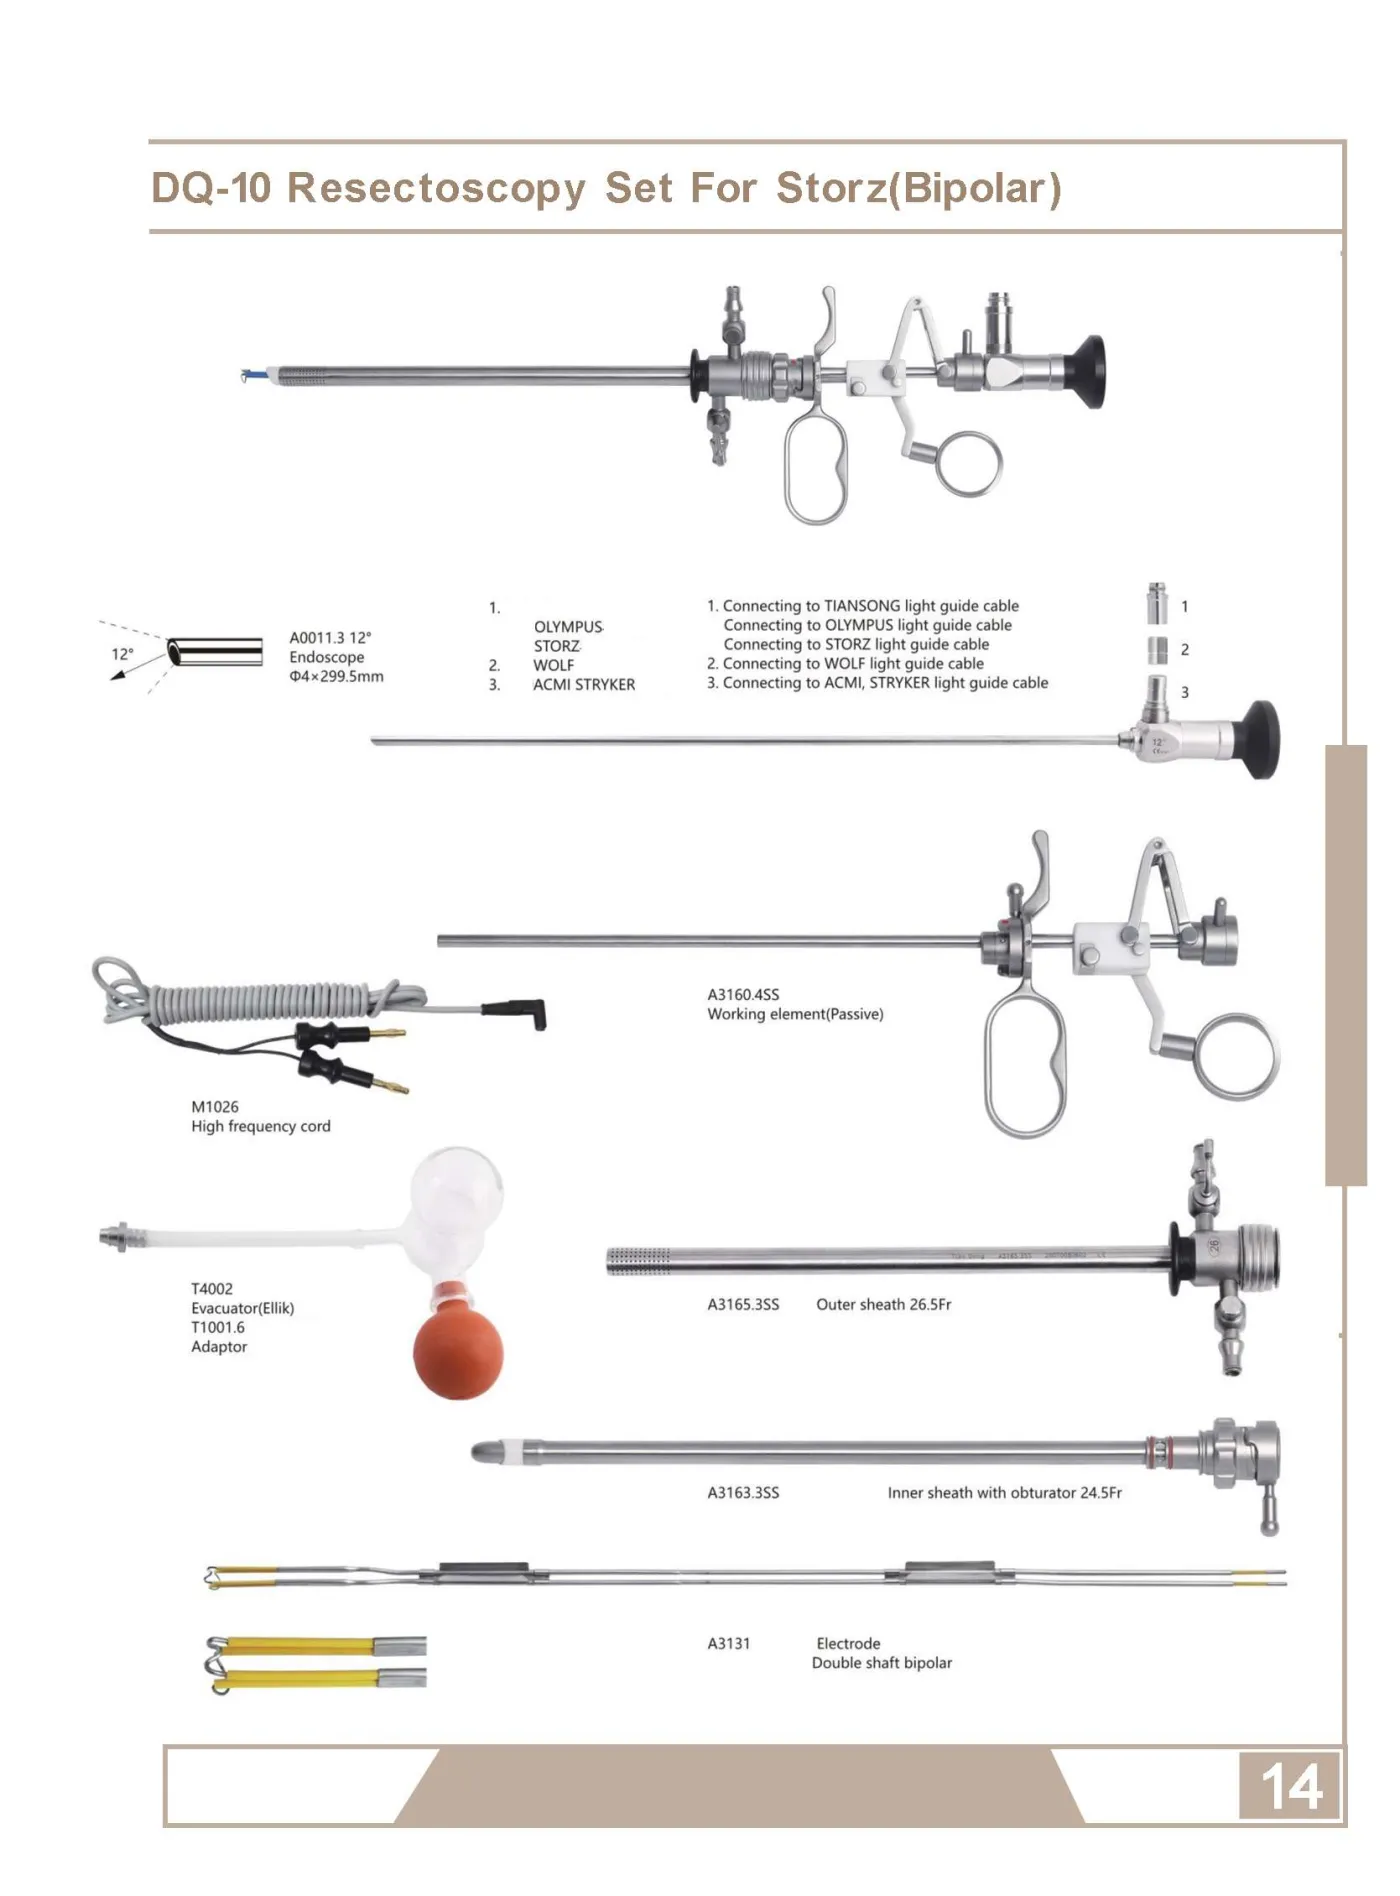 DQ-10 Resectoscopy Set For Storz(Bipolar)
12°
A0011.3 12°
Endoscope
Φ4×299.5mm
1.
OLYMPUS
STORZ
2. WOLF
3. ACMI STRYKER
1. Connecting to TIANSONG light guide cable
Connecting to OLYMPUS light guide cable
Connecting to STORZ light guide cable
2. Connecting to WOLF light guide cable
3. Connecting to ACMI, STRYKER light guide cable
1
2
3
12°
A3160.4SS
Working element(Passive)
M1026
High frequency cord
T4002
Evacuator(Ellik)
T1001.6
Adaptor
26
A3165.3SS Outer sheath 26.5Fr
A3163.3SS Inner sheath with obturator 24.5Fr
A3131 Electrode
Double shaft bipolar
14